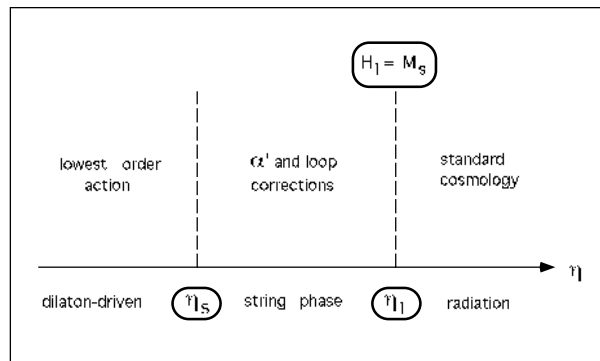 H1 = Ms
lowest order
action
α' and loop
corrections
standard
cosmology
η
dilaton-driven
ηs
string phase
η1
radiation